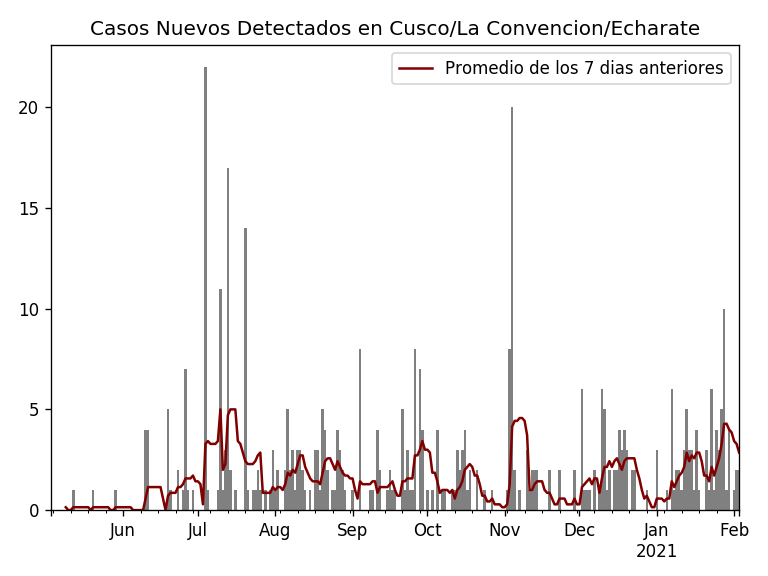 Casos Nuevos Detectados en Cusco/La Convencion/Echarate
Promedio de los 7 dias anteriores
20
15
10
5
0
Jun Jul Aug Sep Oct Nov Dec Jan Feb
2021